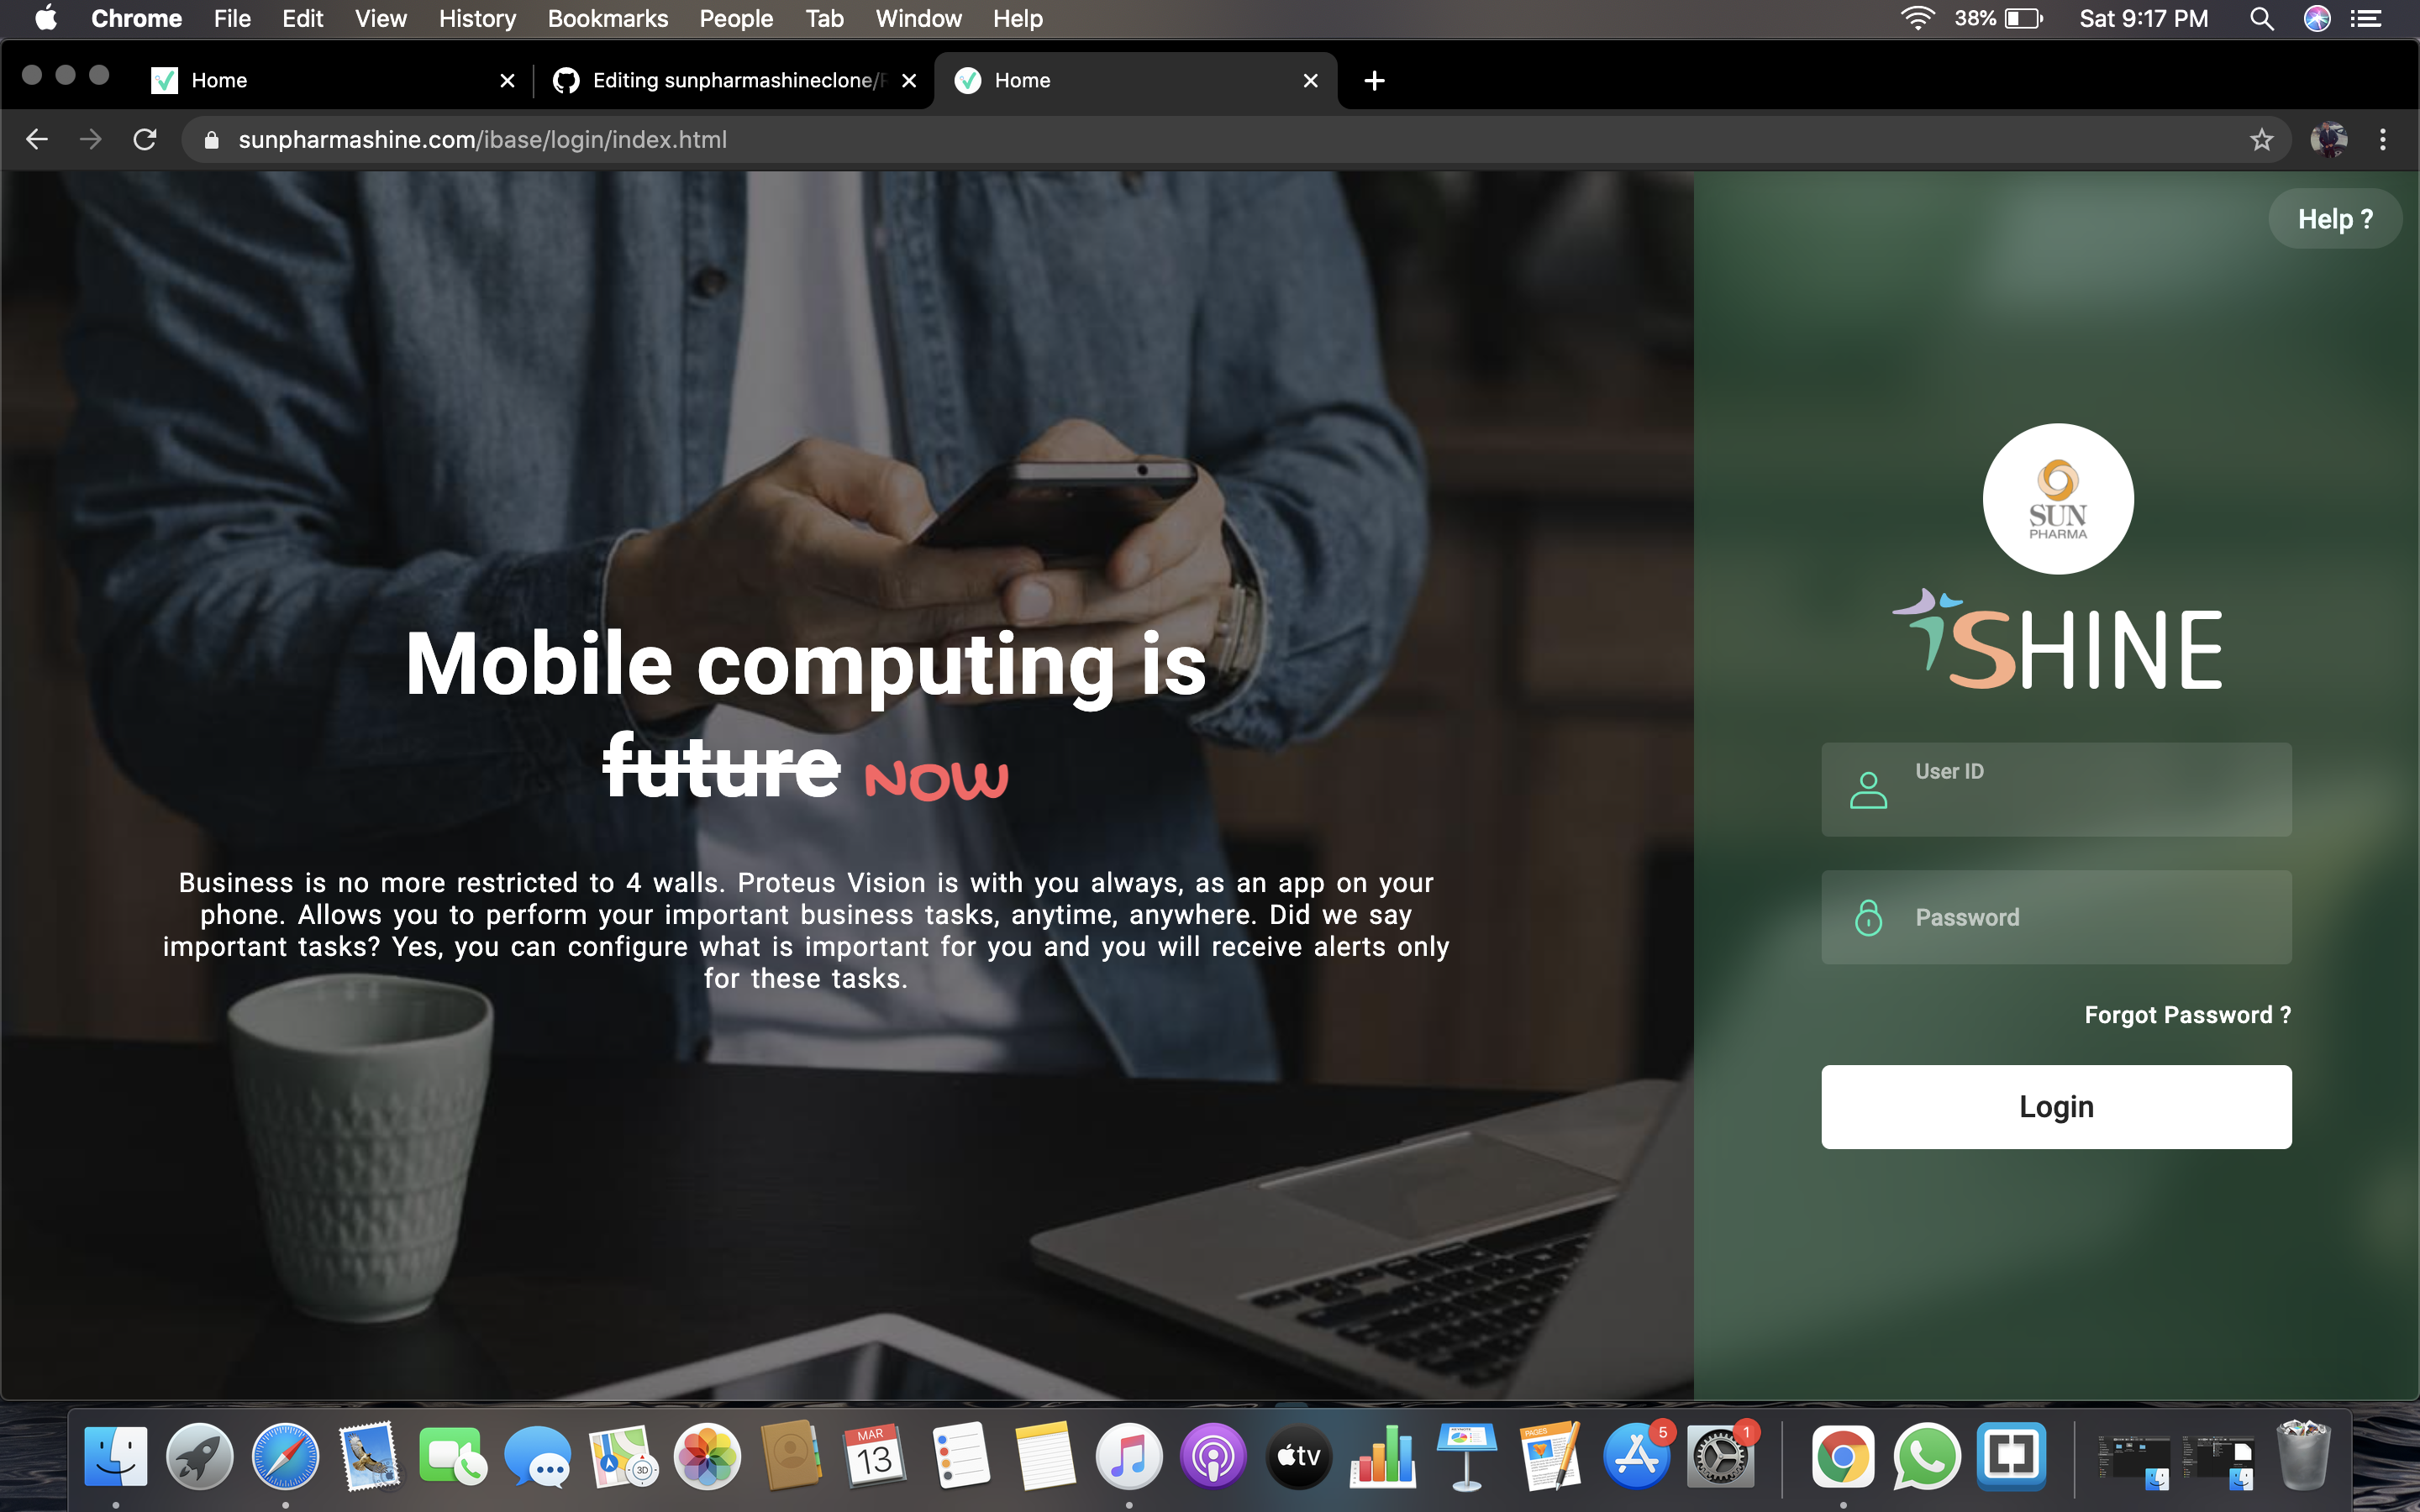 Chrome File Edit View History Bookmarks People Tab Window Help 38% Sat 9:17 PM
Home Editing sunpharmashineclone/ Home
sunpharmashine.com/ibase/login/index.html
Help ?
SUN
PHARMA
iSHINE
Mobile computing is
future NOW
Business is no more restricted to 4 walls. Proteus Vision is with you always, as an app on your
phone. Allows you to perform your important business tasks, anytime, anywhere. Did we say
important tasks? Yes, you can configure what is important for you and you will receive alerts only
for these tasks.
User ID
Password
Forgot Password ?
Login
MAR
13
3D
tv
PAGES
5
1